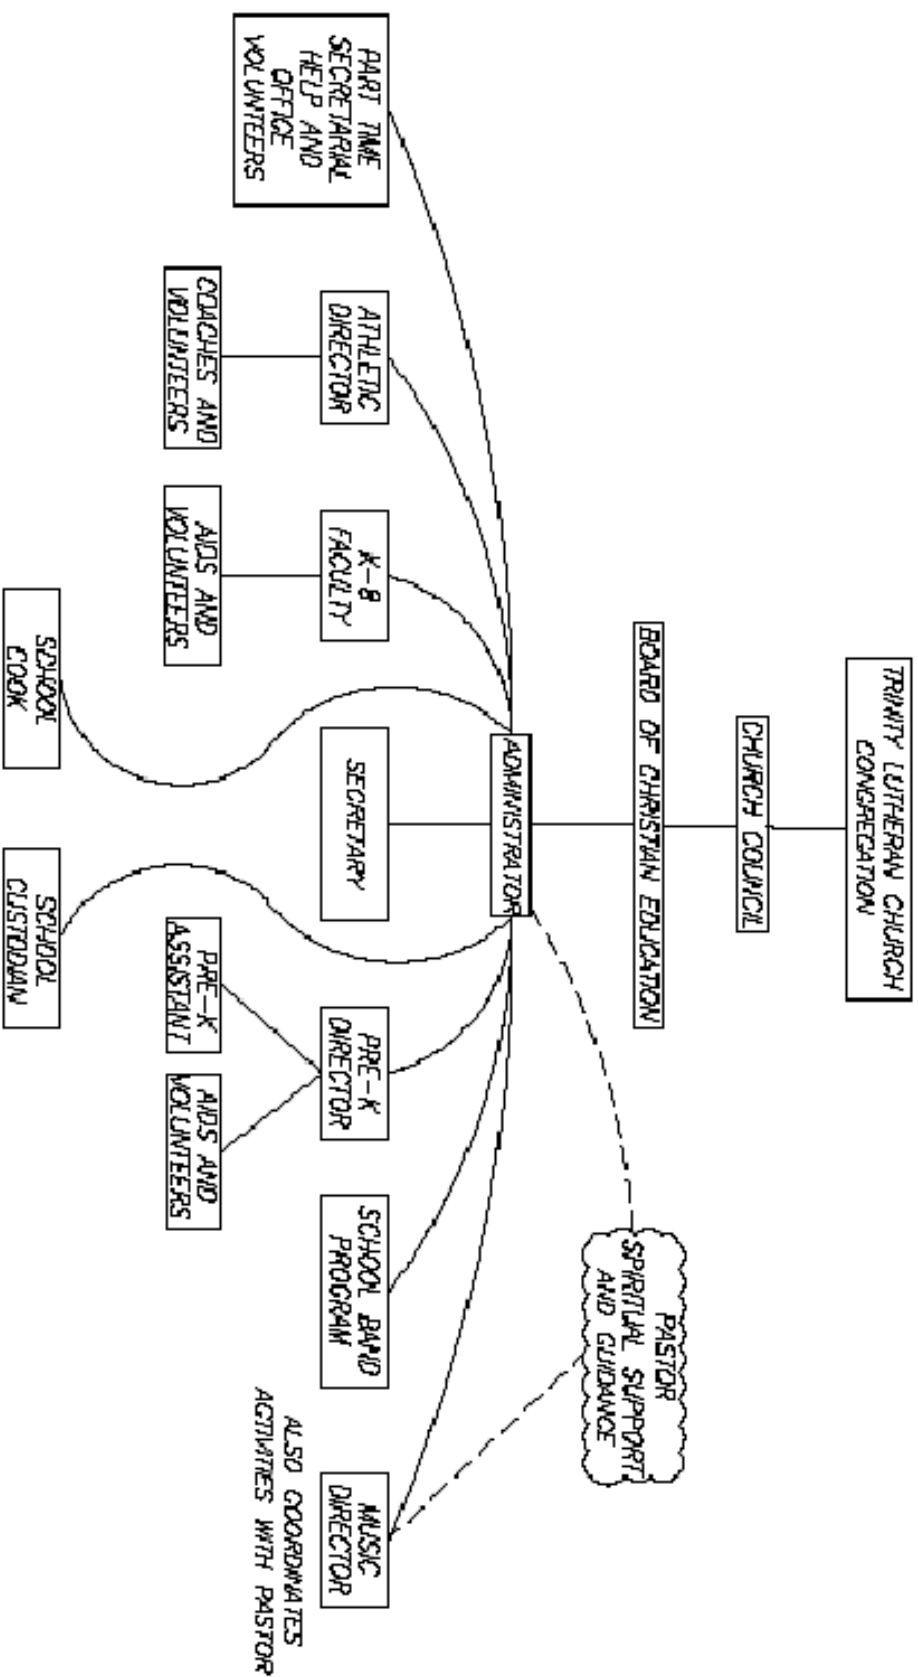 TRINITY LUTHERAN CHURCH
CONGREGATION
CHURCH COUNCIL
BOARD OF CHRISTIAN EDUCATION
PASTOR
SPIRITUAL SUPPORT
AND GUIDANCE
ADMINISTRATOR
PART TIME
SECRETARIAL
HELP AND
OFFICE
VOLUNTEERS
ATHLETIC
DIRECTOR
K-8
FACULTY
SECRETARY
PRE-K
DIRECTOR
SCHOOL BAND
PROGRAM
MUSIC
DIRECTOR
ALSO COORDINATES
ACTIVITIES WITH PASTOR
COACHES AND
VOLUNTEERS
AIDS AND
VOLUNTEERS
PRE-K
ASSISTANT
AIDS AND
VOLUNTEERS
SCHOOL
COOK
SCHOOL
CUSTODIAN